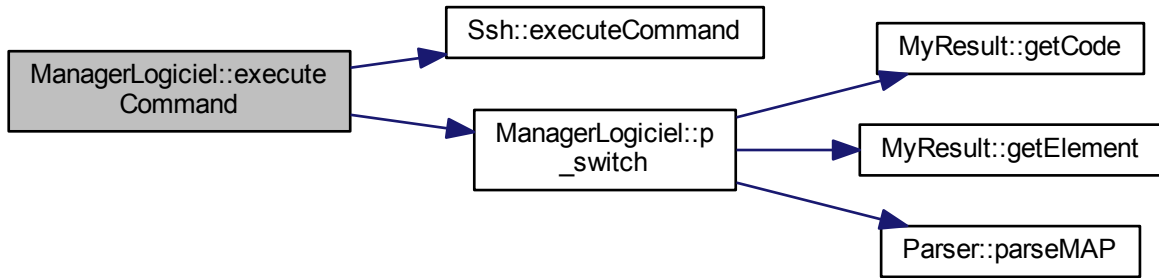 ManagerLogiciel::execute
Command
Ssh::executeCommand
ManagerLogiciel::p
_switch
MyResult::getCode
MyResult::getElement
Parser::parseMAP